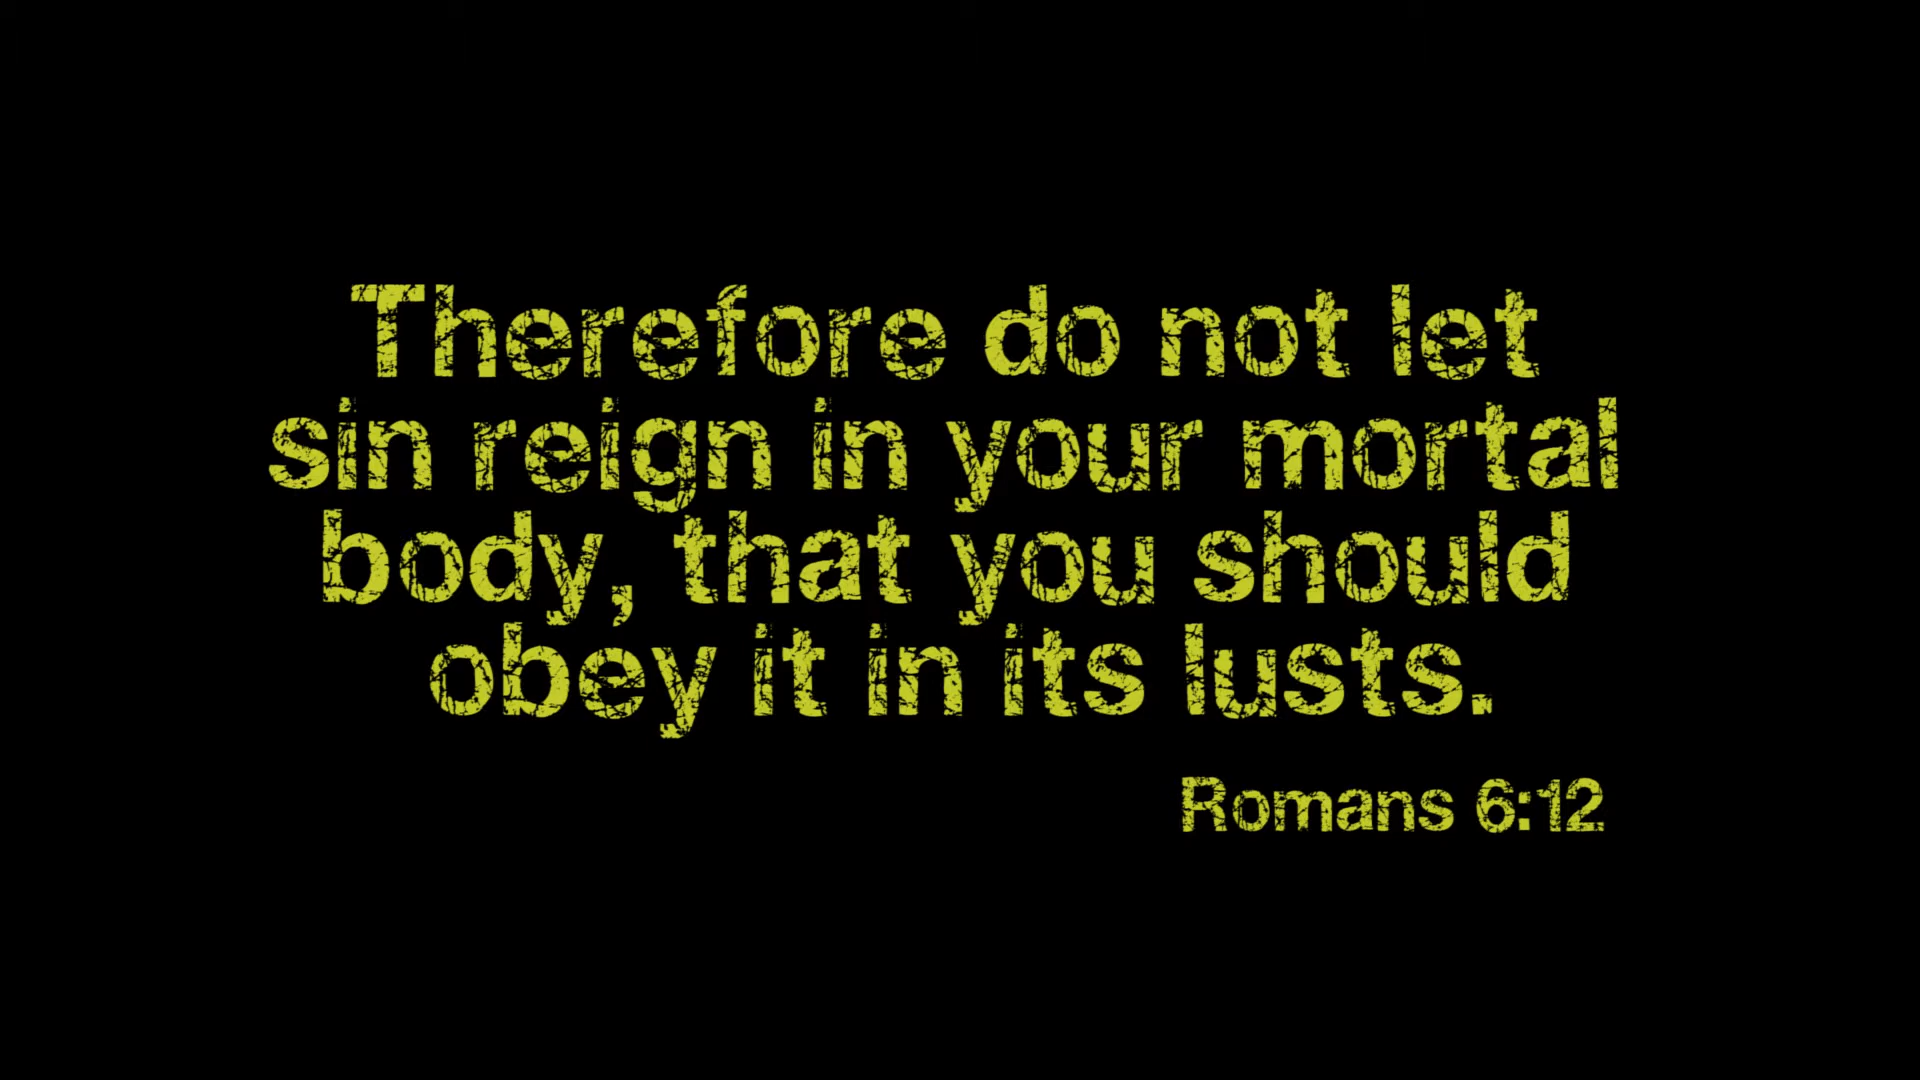 Therefore do not let
sin reign in your mortal
body, that you should
obey it in its lusts.
Romans 6:12